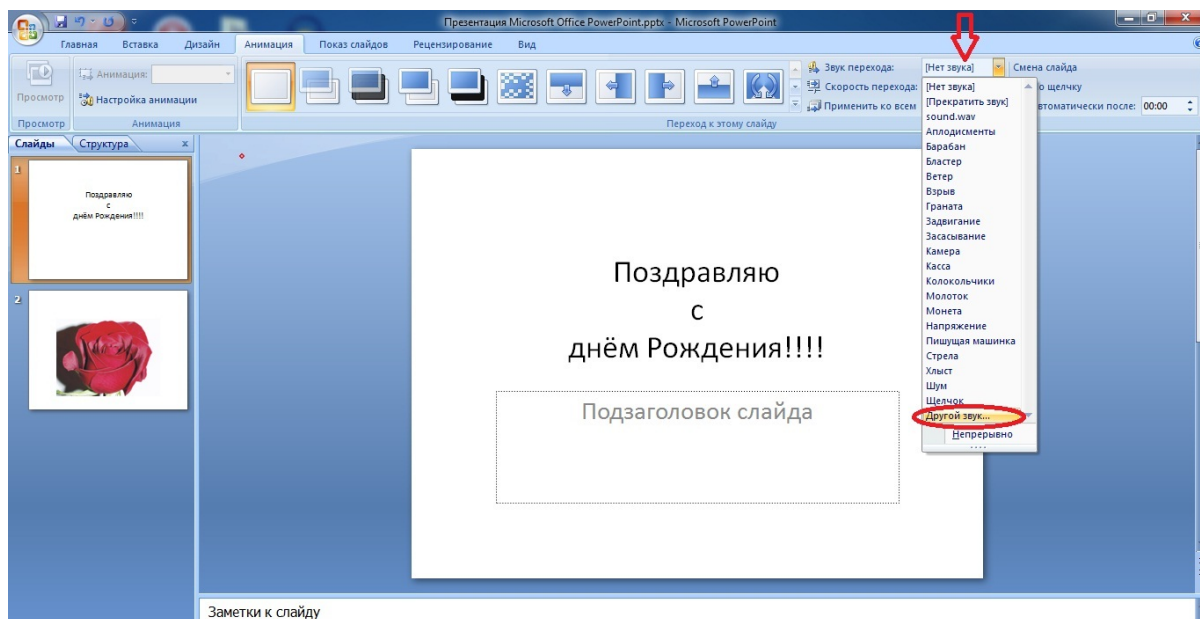 Презентация Microsoft Office PowerPoint.pptx - Microsoft PowerPoint
Главная Вставка Дизайн Анимация Показ слайдов Рецензирование Вид
Просмотр
Просмотр
Анимация:
Настройка анимации
Анимация
Переход к этому слайду
Звук перехода: [Нет звука]
Скорость перехода:
Применить ко всем
Смена слайда
о щелчку
втоматически после: 00:00
[Нет звука]
[Прекратить звук]
sound.wav
Аплодисменты
Барабан
Бластер
Ветер
Взрыв
Граната
Задвигание
Засасывание
Камера
Касса
Колокольчики
Молоток
Монета
Напряжение
Пишущая машинка
Стрела
Хлыст
Шум
Щелчок
Другой звук...
Непрерывно
Слайды Структура x
1
Поздравляю
с
днём Рождения!!!!
2
Поздравляю
с
днём Рождения!!!!
Подзаголовок слайда
Заметки к слайду